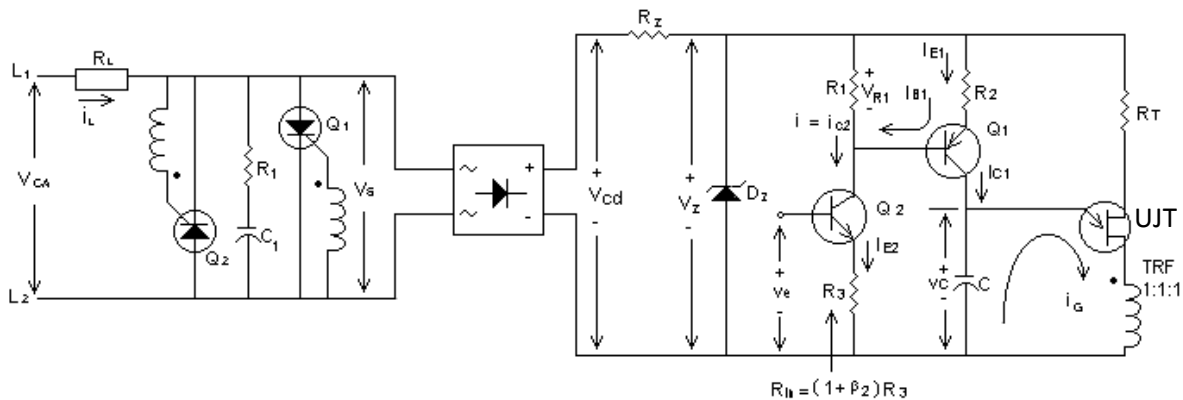 L1
RL
iL
VCA
L2
Q2
R1
C1
Q1
VS
~
~
+
-
+
VCd
-
RZ
+
VZ
-
DZ
R1
+
VR1
-
i = iC2
IB1
IE1
R2
Q1
IC1
Q2
IE2
+
ve
-
R3
Rin = (1+β2)R3
+
vC
-
C
iG
RT
UJT
TRF
1:1:1